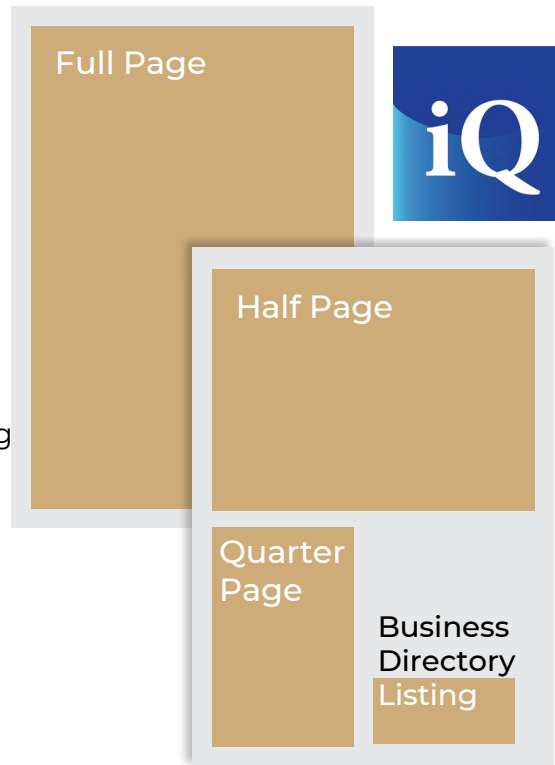 Full Page
iQ
Half Page
g
Quarter
Page
Business
Directory
Listing